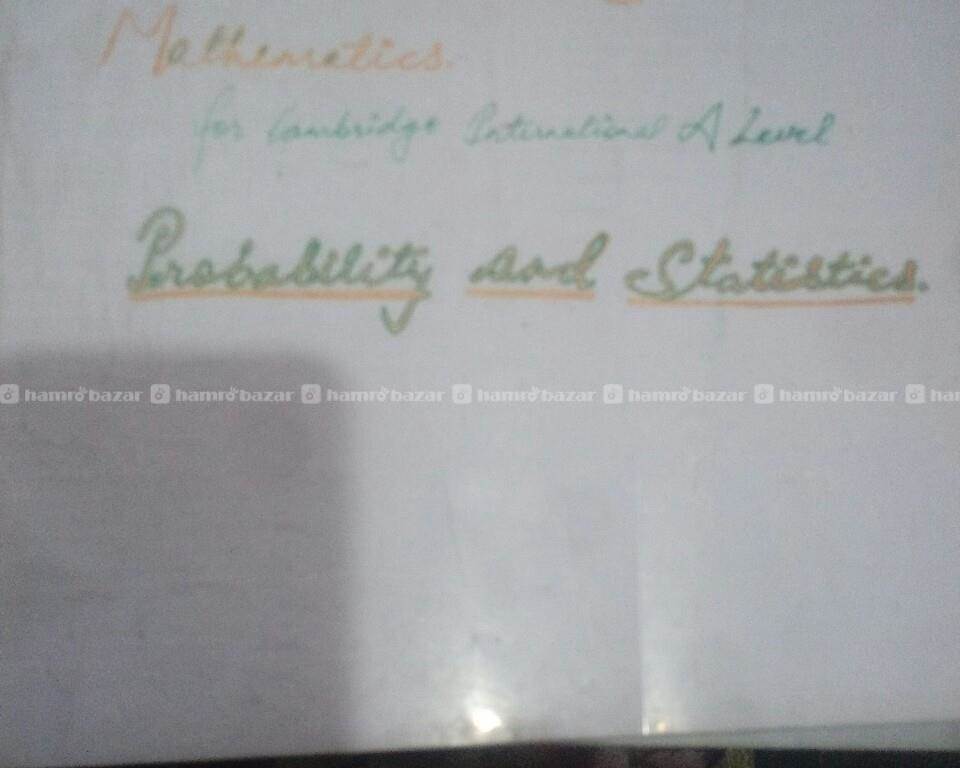 Mathematics.
for Cambridge International A Level
Probability and Statistics.
hamrobazar hamrobazar hamrobazar hamrobazar hamrobazar hamrobazar